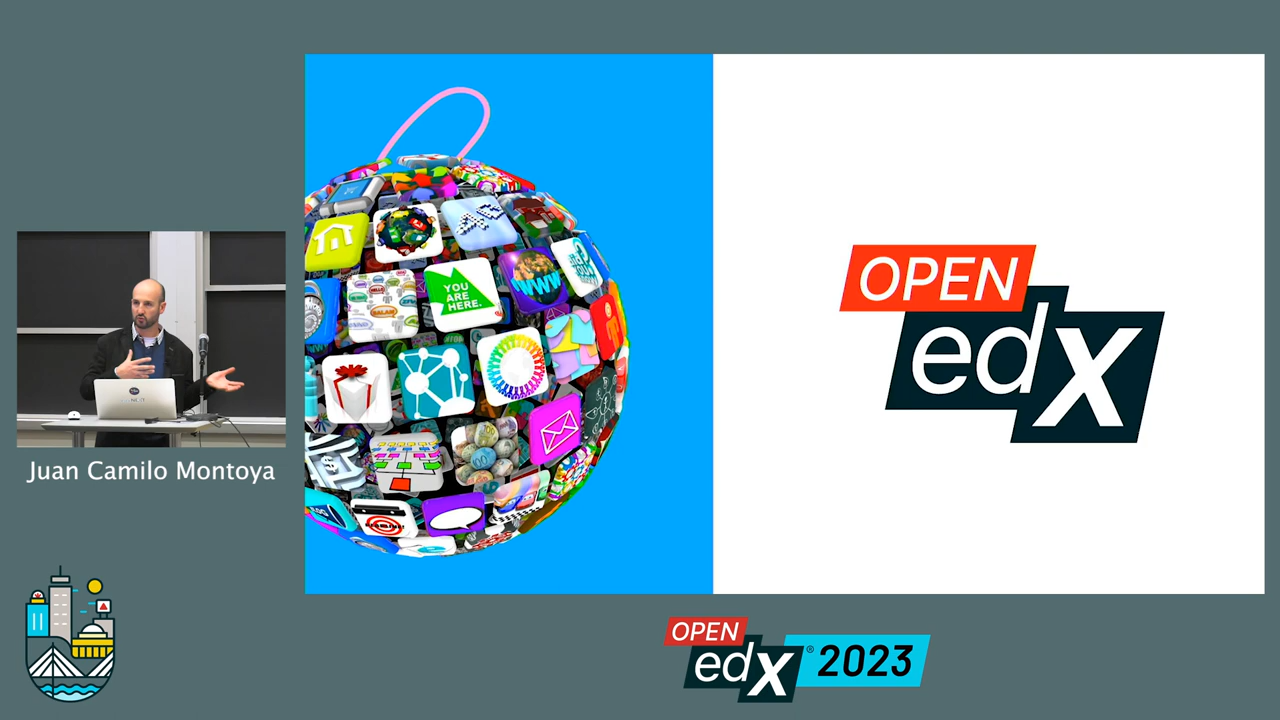 OPEN
edX
YOU
ARE
HERE.
WWW
Juan Camilo Montoya
OPEN
edX® 2023